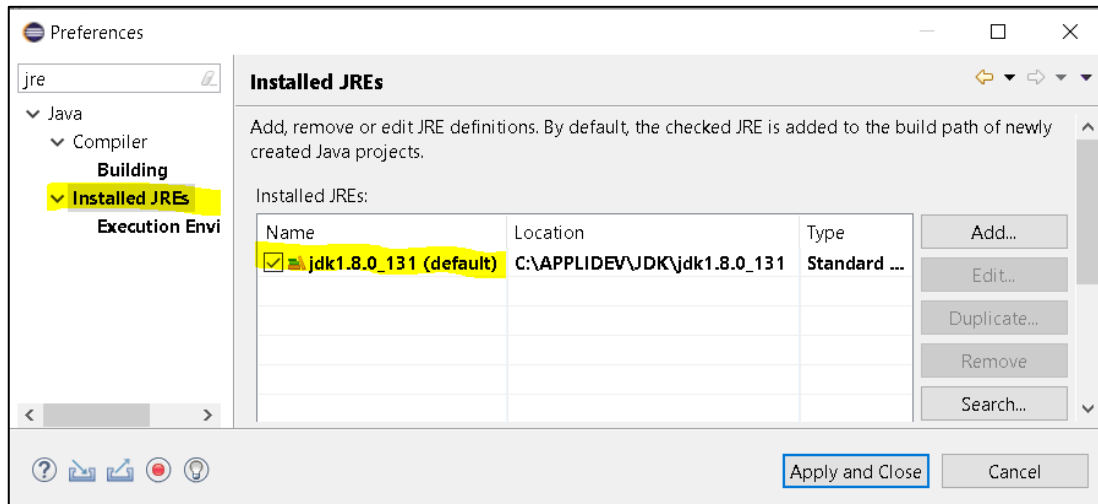 Preferences
jre
Java
Compiler
Building
Installed JREs
Execution Envi
Installed JREs
Add, remove or edit JRE definitions. By default, the checked JRE is added to the build path of newly
created Java projects.
Installed JREs:
Name Location Type
jdk1.8.0_131 (default) C:\APPLIDEV\JDK\jdk1.8.0_131 Standard ...
Add...
Edit...
Duplicate...
Remove
Search...
Apply and Close Cancel